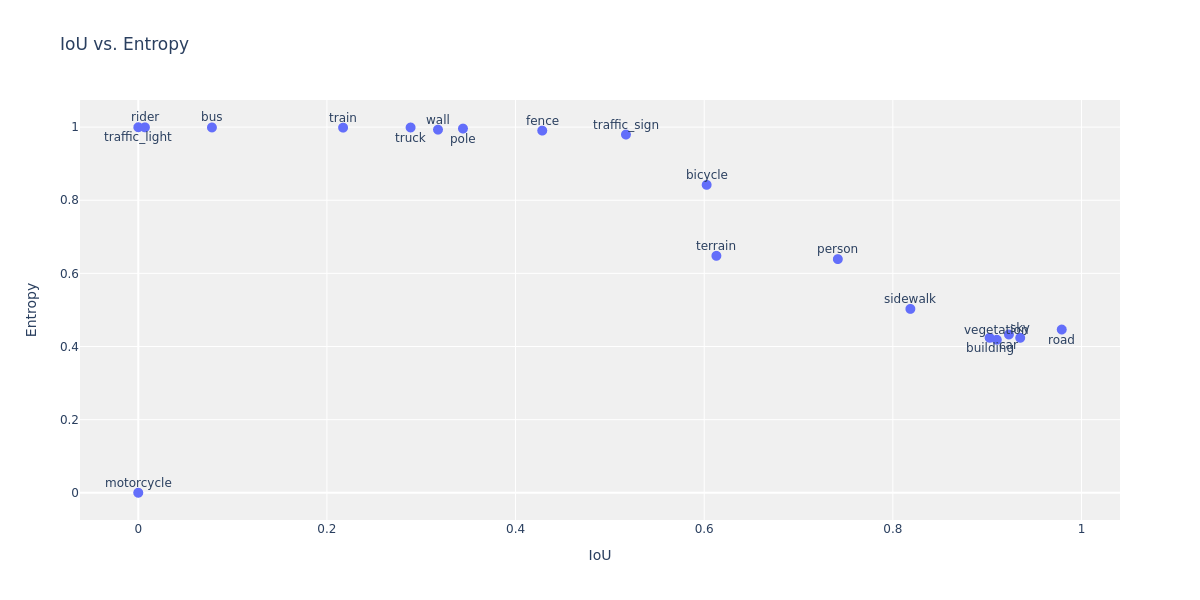 IoU vs. Entropy
rider
bus
train
wall
fence
traffic_sign
traffic_light
truck
pole
bicycle
terrain
person
sidewalk
vegetation
sky
building
car
road
motorcycle
1
0.8
0.6
0.4
0.2
0
Entropy
0
0.2
0.4
0.6
0.8
1
IoU